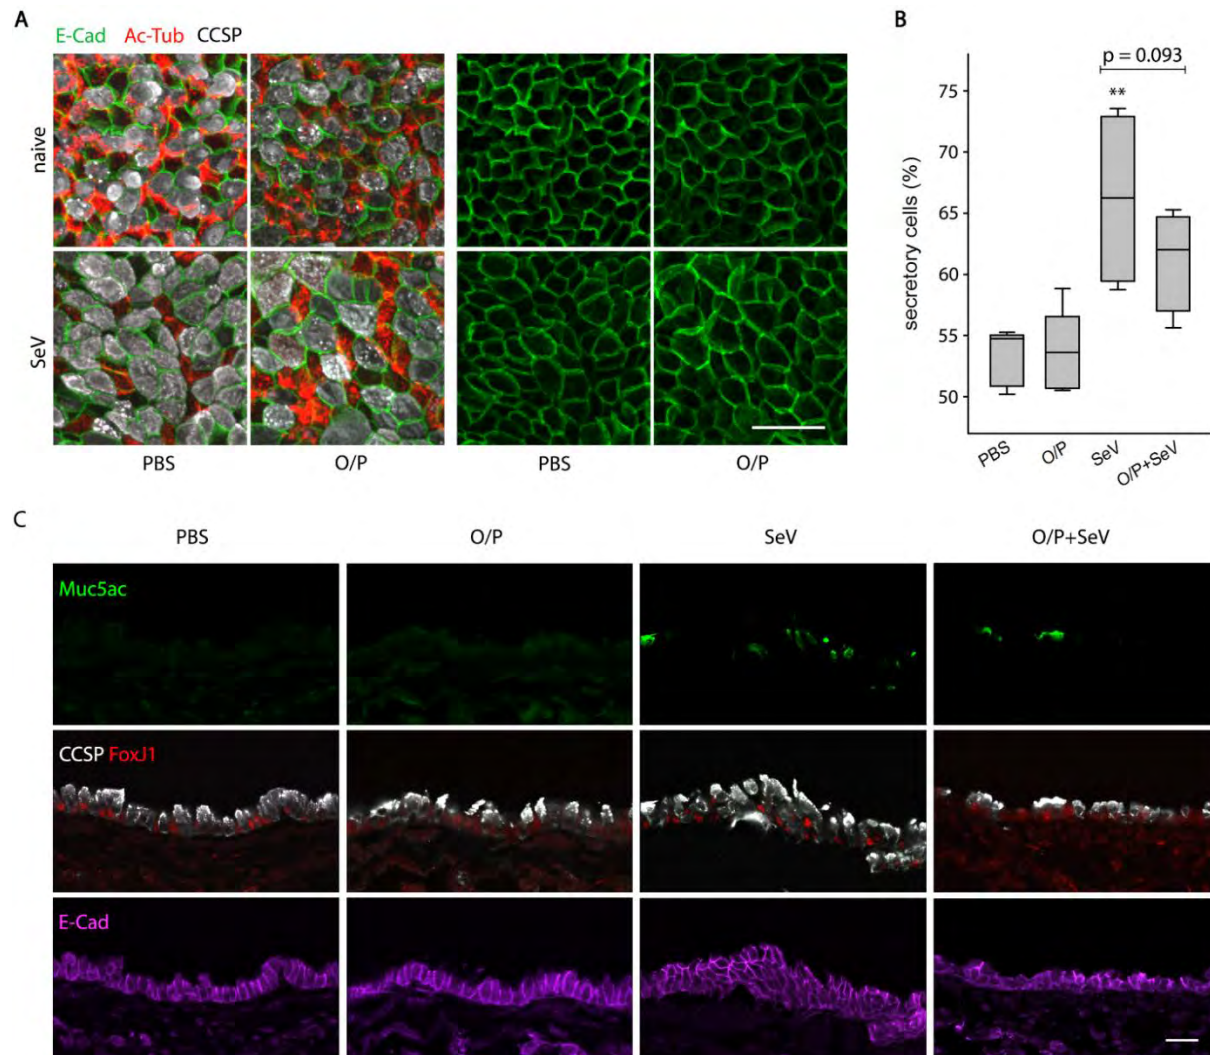 A
E-Cad Ac-Tub CCSP
naive
SeV
PBS O/P PBS O/P
B
p = 0.093
**
75
70
65
60
55
50
secretory cells (%)
PBS O/P SeV O/P+SeV
C
PBS O/P SeV O/P+SeV
Muc5ac
CCSP FoxJ1
E-Cad